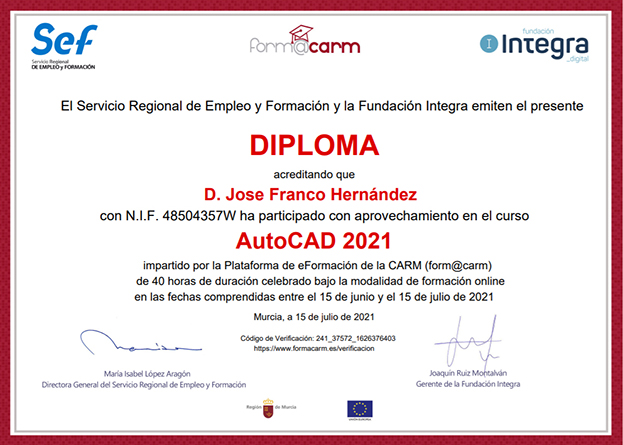 Sef
Servicio Regional
DE EMPLEO y FORMACIÓN
form@carm
fundación
Integra
_digital
El Servicio Regional de Empleo y Formación y la Fundación Integra emiten el presente
DIPLOMA
acreditando que
D. Jose Franco Hernández
con N.I.F. 48504357W ha participado con aprovechamiento en el curso
AutoCAD 2021
impartido por la Plataforma de eFormación de la CARM (form@carm)
de 40 horas de duración celebrado bajo la modalidad de formación online
en las fechas comprendidas entre el 15 de junio y el 15 de julio de 2021
Murcia, a 15 de julio de 2021
Código de Verificación: 241_37572_1626376403
https://www.formacarm.es/verificacion
María Isabel López Aragón
Directora General del Servicio Regional de Empleo y Formación
Joaquín Ruiz Montalván
Gerente de la Fundación Integra
Región de Murcia
UNIÓN EUROPEA